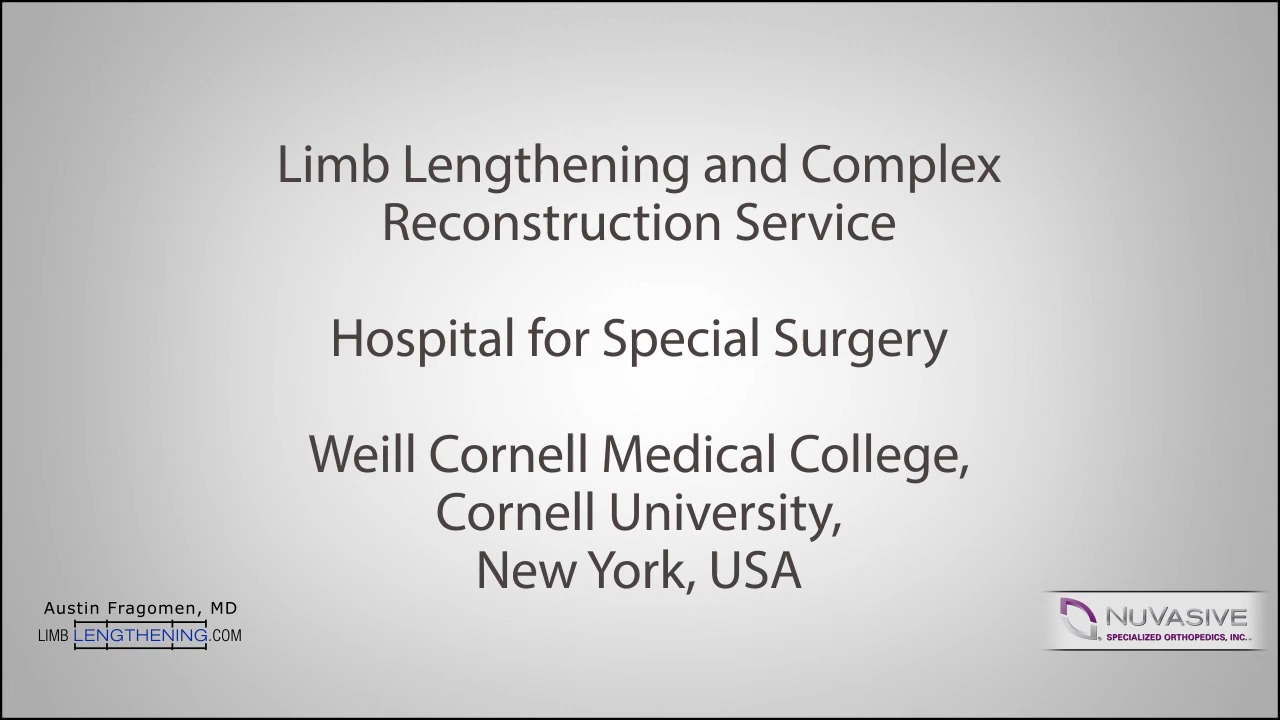 Limb Lengthening and Complex
Reconstruction Service
Hospital for Special Surgery
Weill Cornell Medical College,
Cornell University,
New York, USA
Austin Fragomen, MD
LIMB LENGTHENING.COM
NUVASIVE
SPECIALIZED ORTHOPEDICS, INC.™